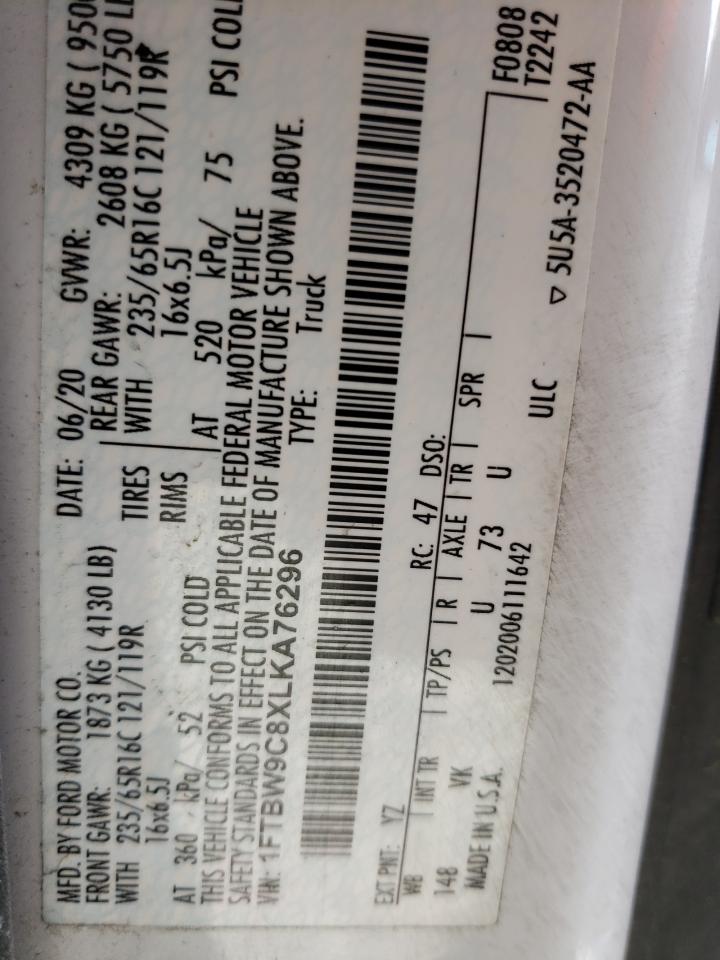 MFD. BY FORD MOTOR CO. DATE: 06/20 GVWR: 4309 KG ( 950
FRONT GAWR: 1873 KG ( 4130 LB) REAR GAWR: 2608 KG ( 5750 L
WITH 235/65R16C 121/119R TIRES WITH 235/65R16C 121/119R
16x6.5J RIMS 16x6.5J
AT 360 kPa/ 52 PSI COLD AT 520 kPa/ 75 PSI COL
THIS VEHICLE CONFORMS TO ALL APPLICABLE FEDERAL MOTOR VEHICLE
SAFETY STANDARDS IN EFFECT ON THE DATE OF MANUFACTURE SHOWN ABOVE.
VIN: 1FTBW9C8XLKA76296 TYPE: Truck
F0808
T2242
EXT PNT: YZ RC: 47 DSO:
WB INT TR TP/PS R AXLE TR SPR
148 VK U 73 U
MADE IN U.S.A. 1202006111642 ULC ▽ 5U5A-3520472-AA